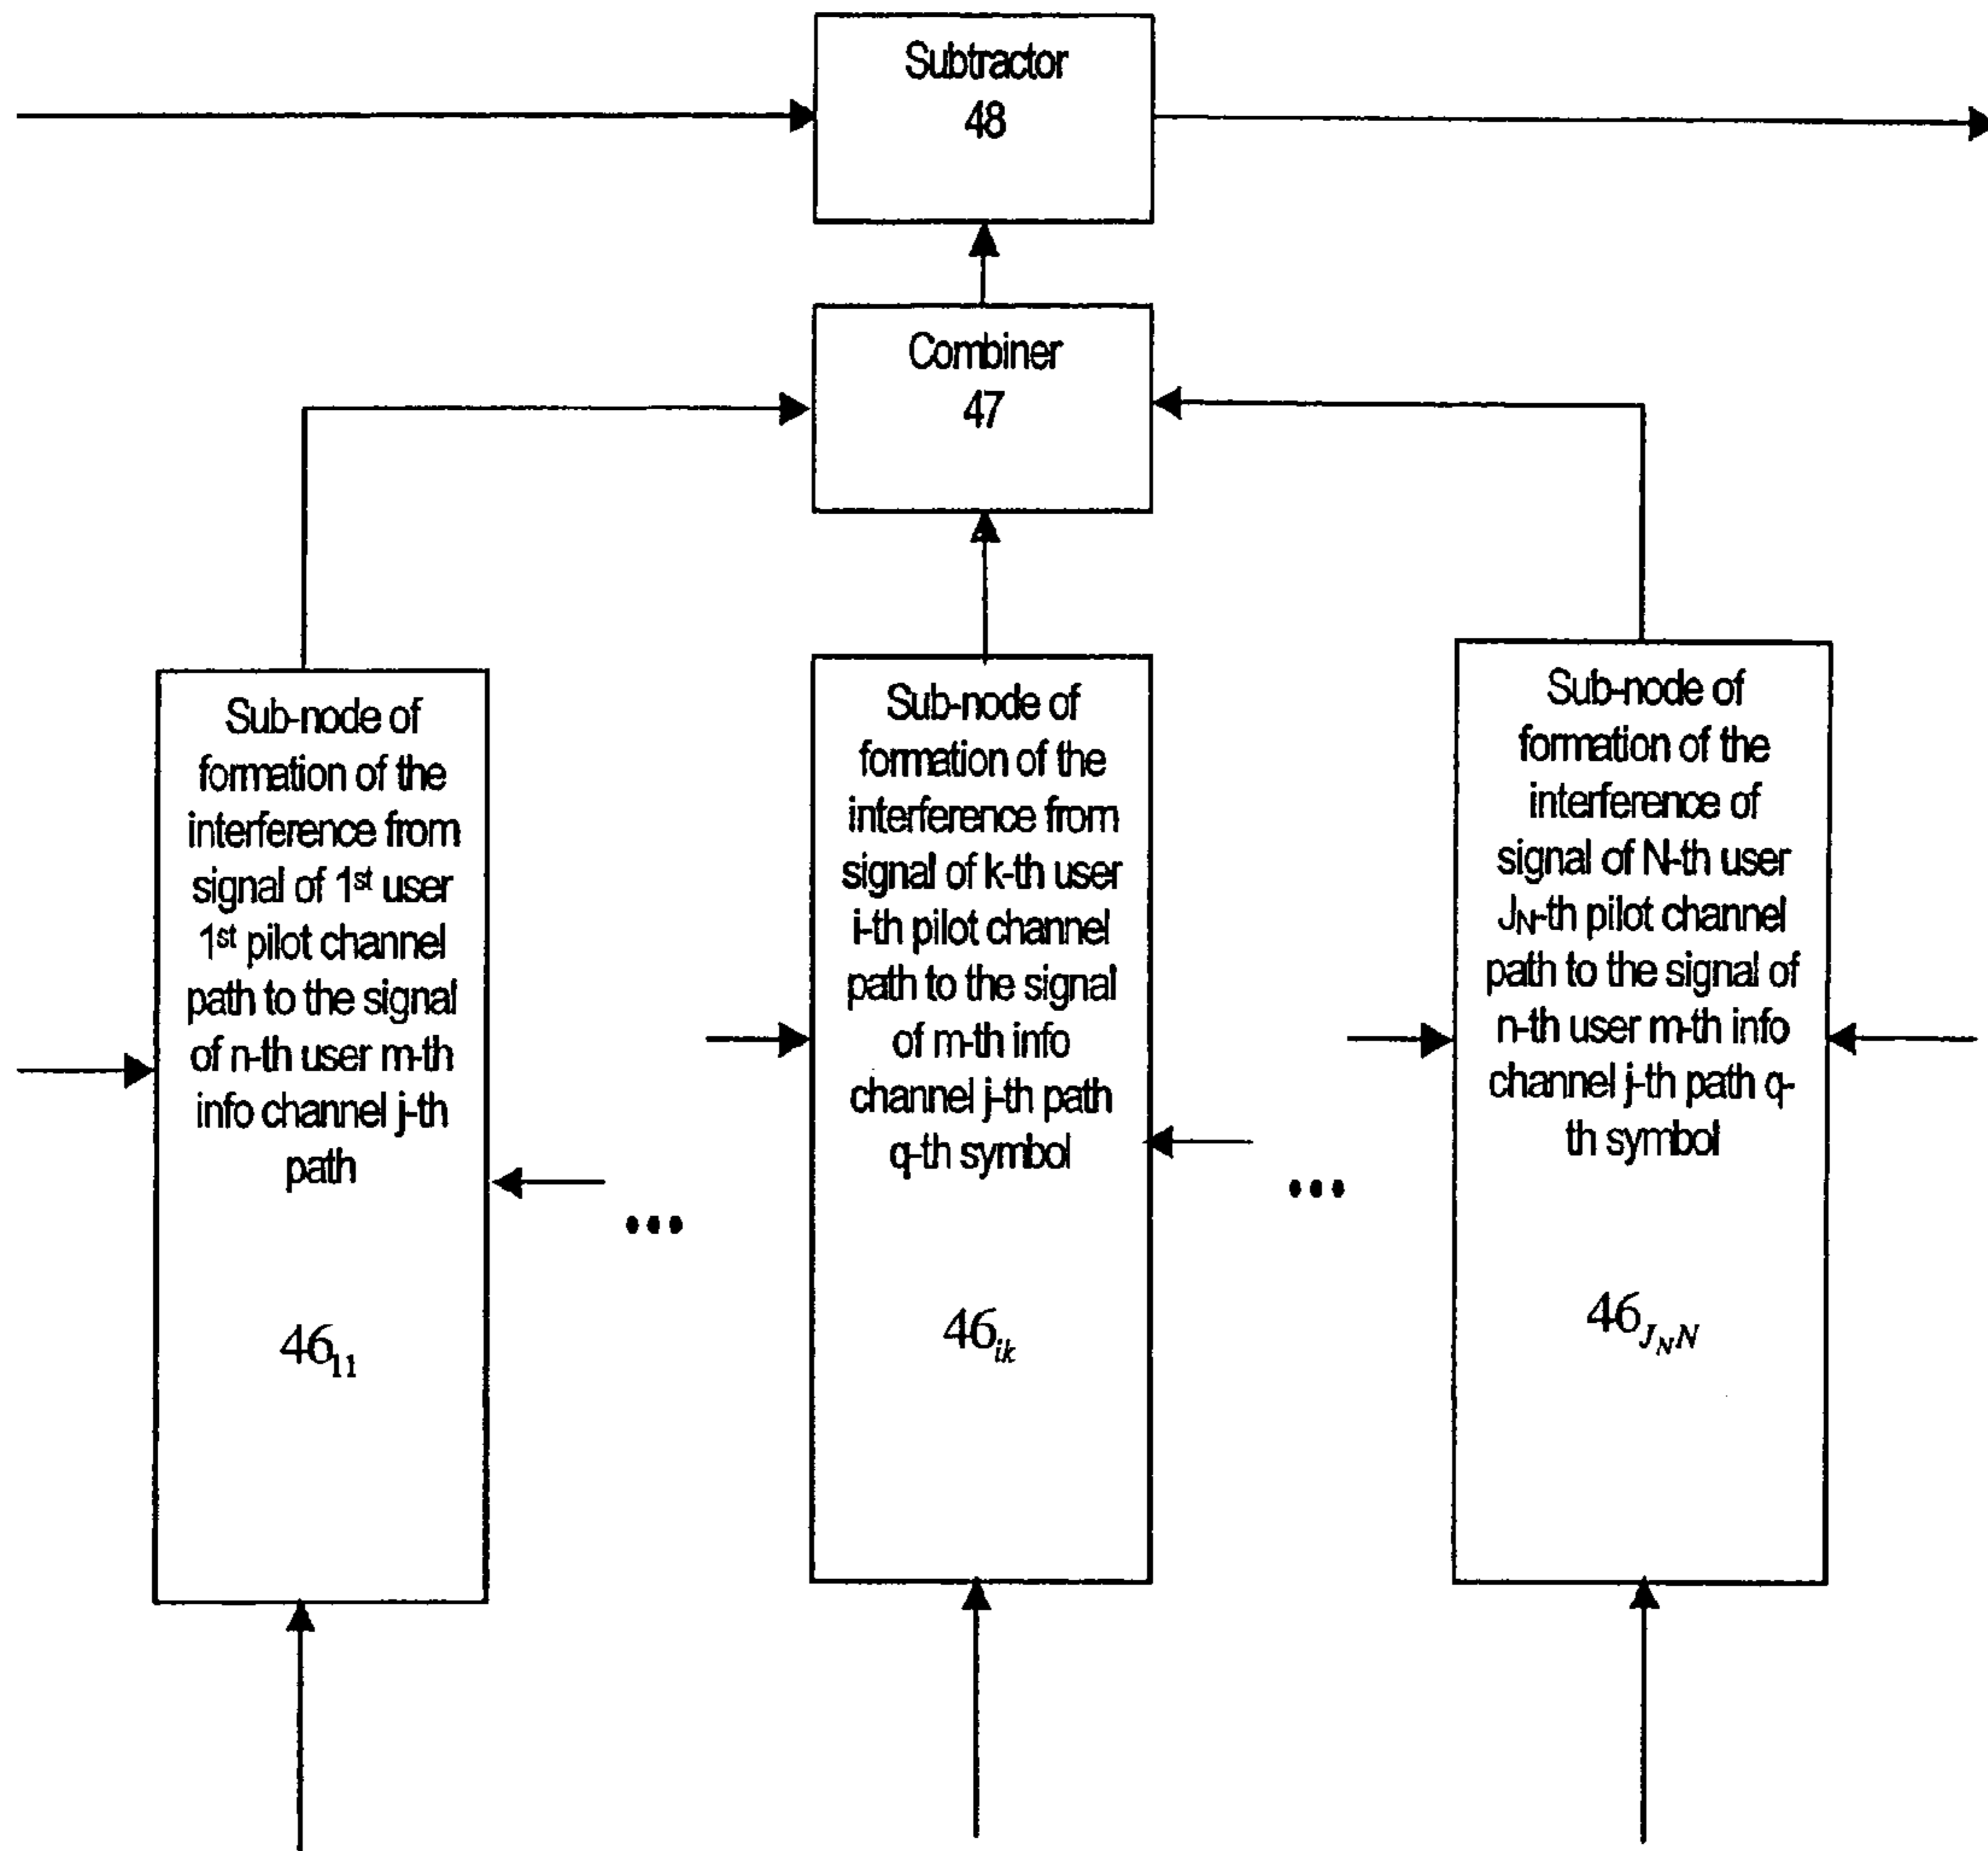 Subtractor
48
Combiner
47
Sub-node of
formation of the
interference from
signal of 1st user
1st pilot channel
path to the signal
of n-th user m-th
info channel j-th
path
46₁₁
Sub-node of
formation of the
interference from
signal of k-th user
i-th pilot channel
path to the signal
of m-th info
channel j-th path
q-th symbol
46ik
•••
Sub-node of
formation of the
interference of
signal of N-th user
JN-th pilot channel
path to the signal of
n-th user m-th info
channel j-th path q-
th symbol
46JNN
•••